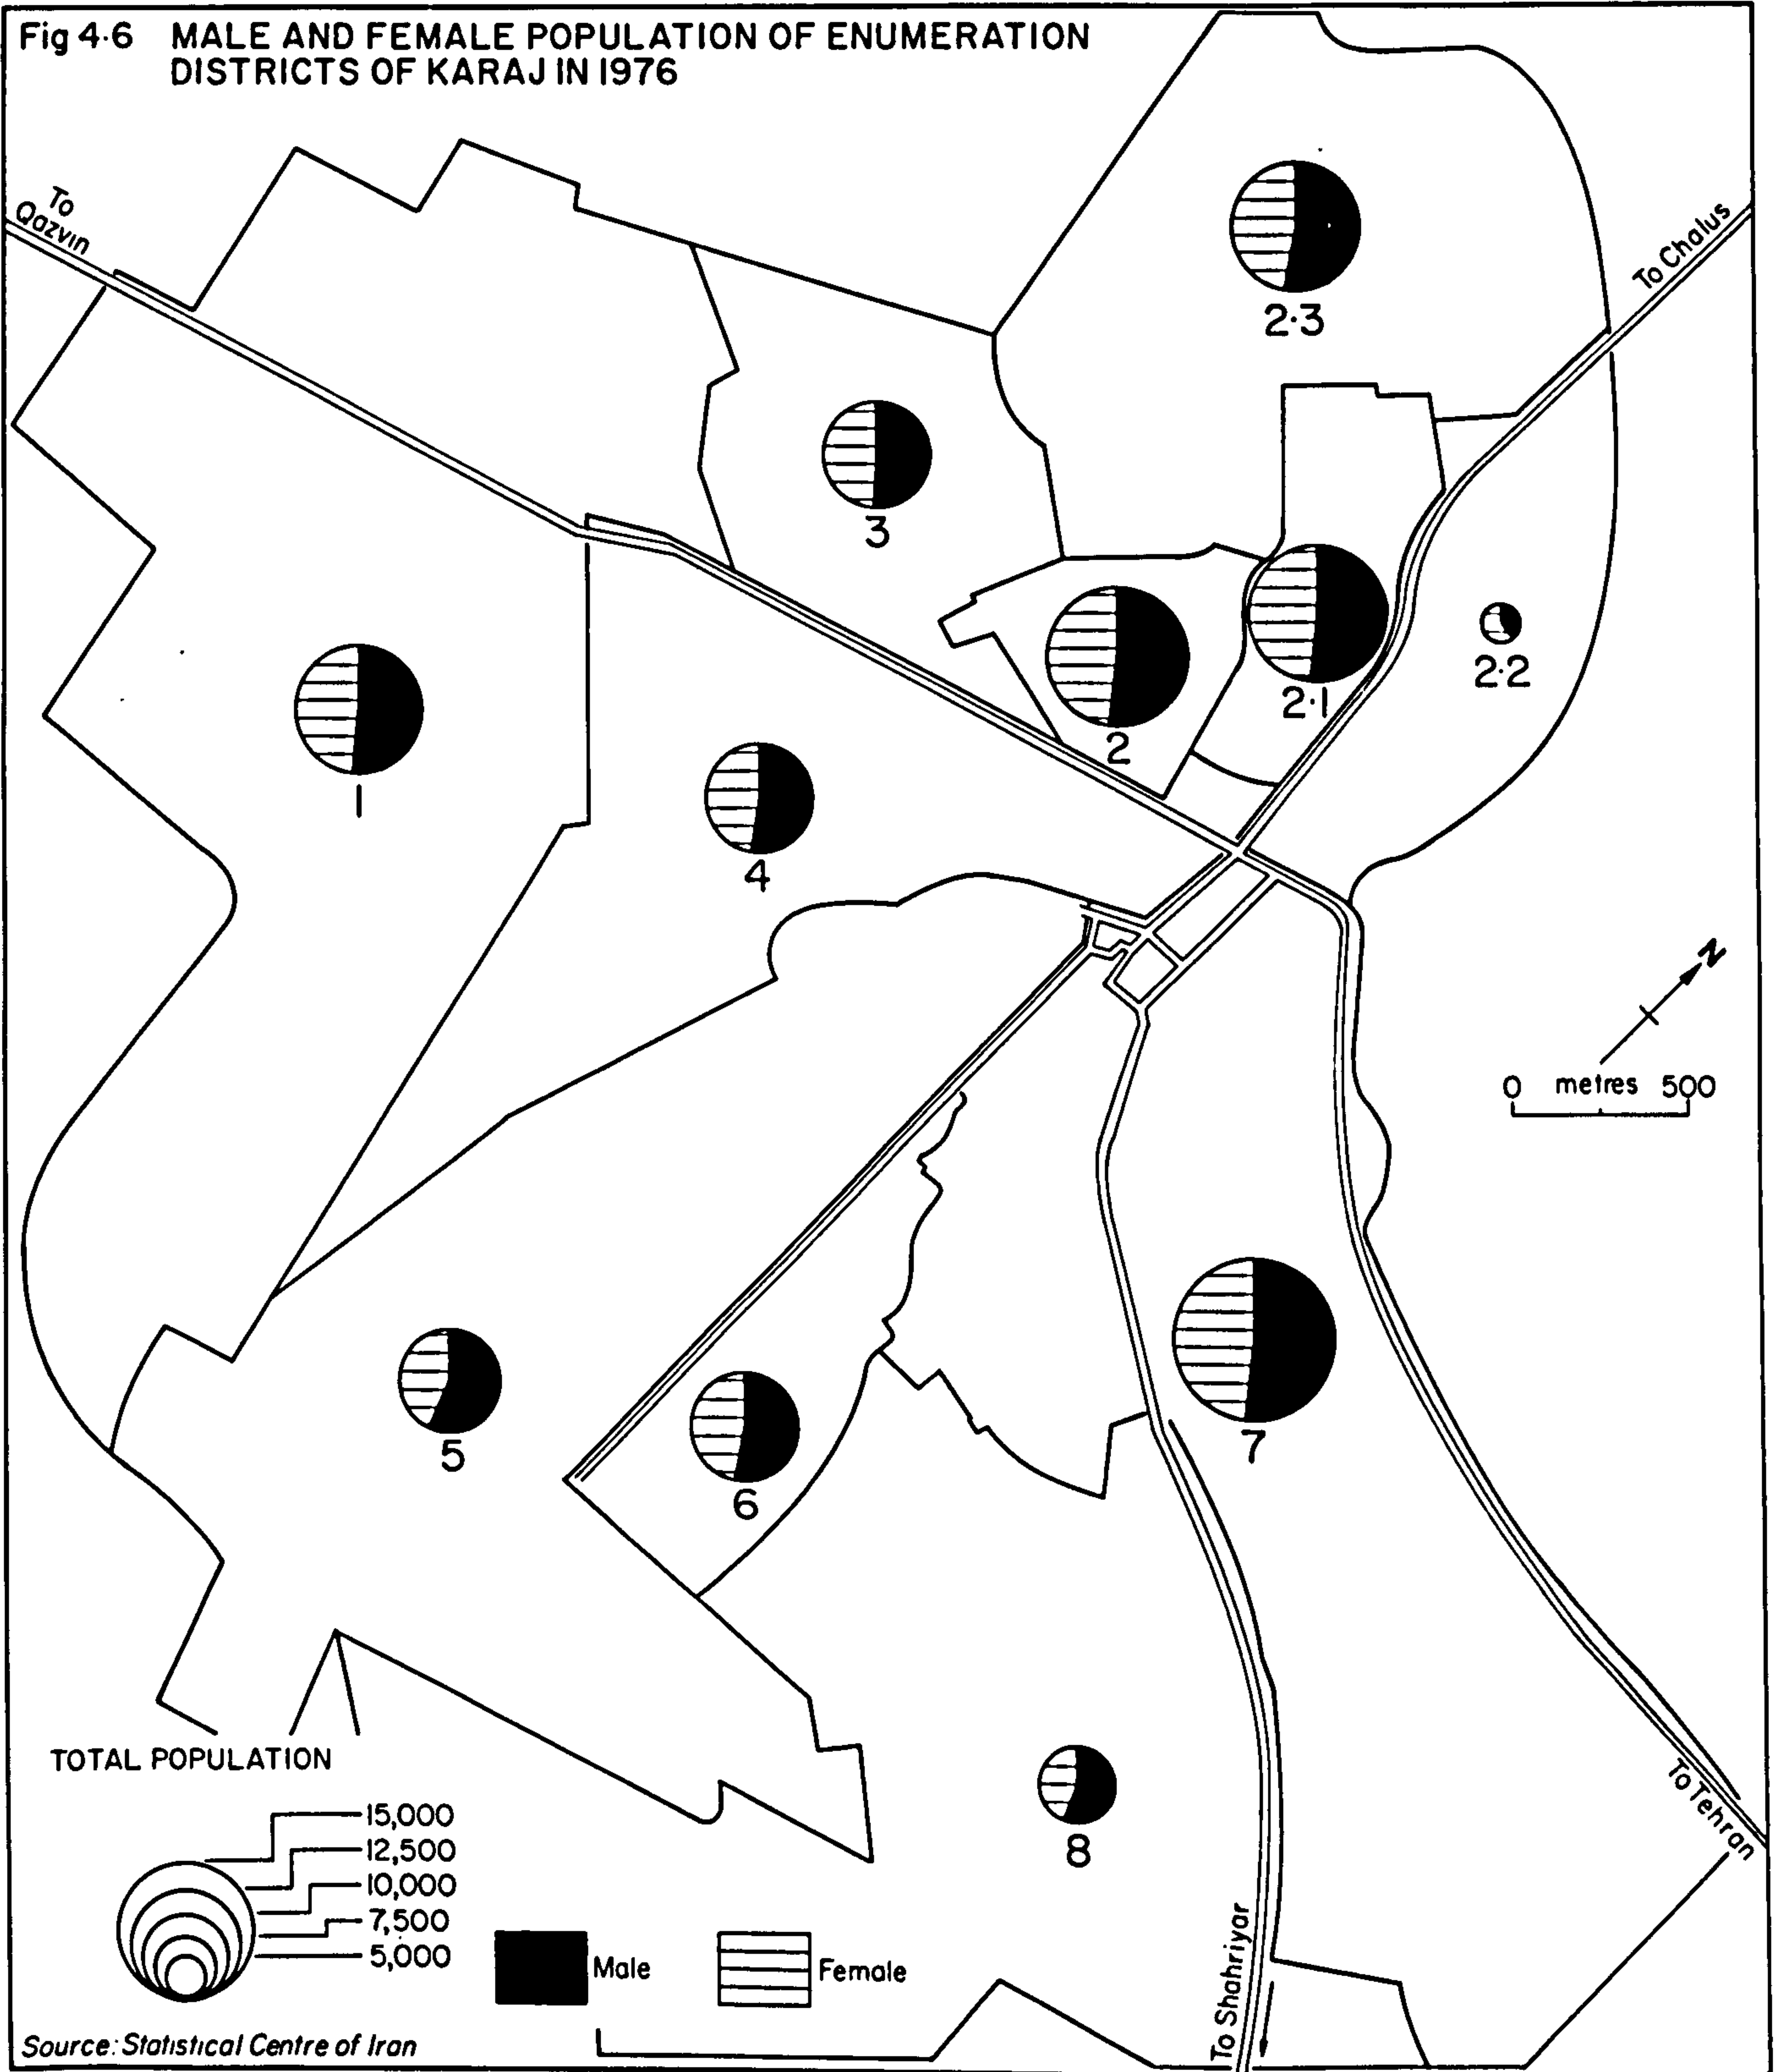 Fig 4·6 MALE AND FEMALE POPULATION OF ENUMERATION
DISTRICTS OF KARAJ IN 1976
To
Qazvin
To Chalus
2·3
3
2·1
2·2
2
1
4
N
0 metres 500
5
6
7
8
To Tehran
To Shahriyar
TOTAL POPULATION
15,000
12,500
10,000
7,500
5,000
Male
Female
Source: Statistical Centre of Iran